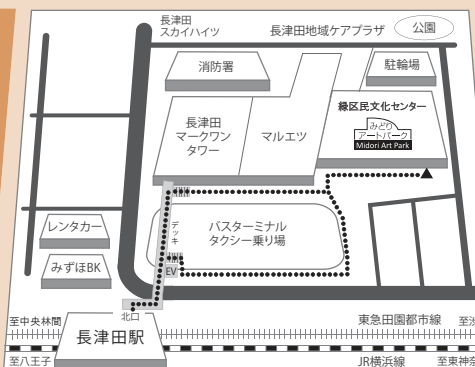 長津田
スカイハイツ
長津田地域ケアプラザ
公園
消防署
駐輪場
長津田
マークワン
タワー
マルエツ
緑区民文化センター
みどり
アートパーク
Midori Art Park
レンタカー
デッキ
バスターミナル
タクシー乗り場
みずほBK
EV
北口
至中央林間
長津田駅
東急田園都市線
至渋
至八王子
JR横浜線
至東神奈